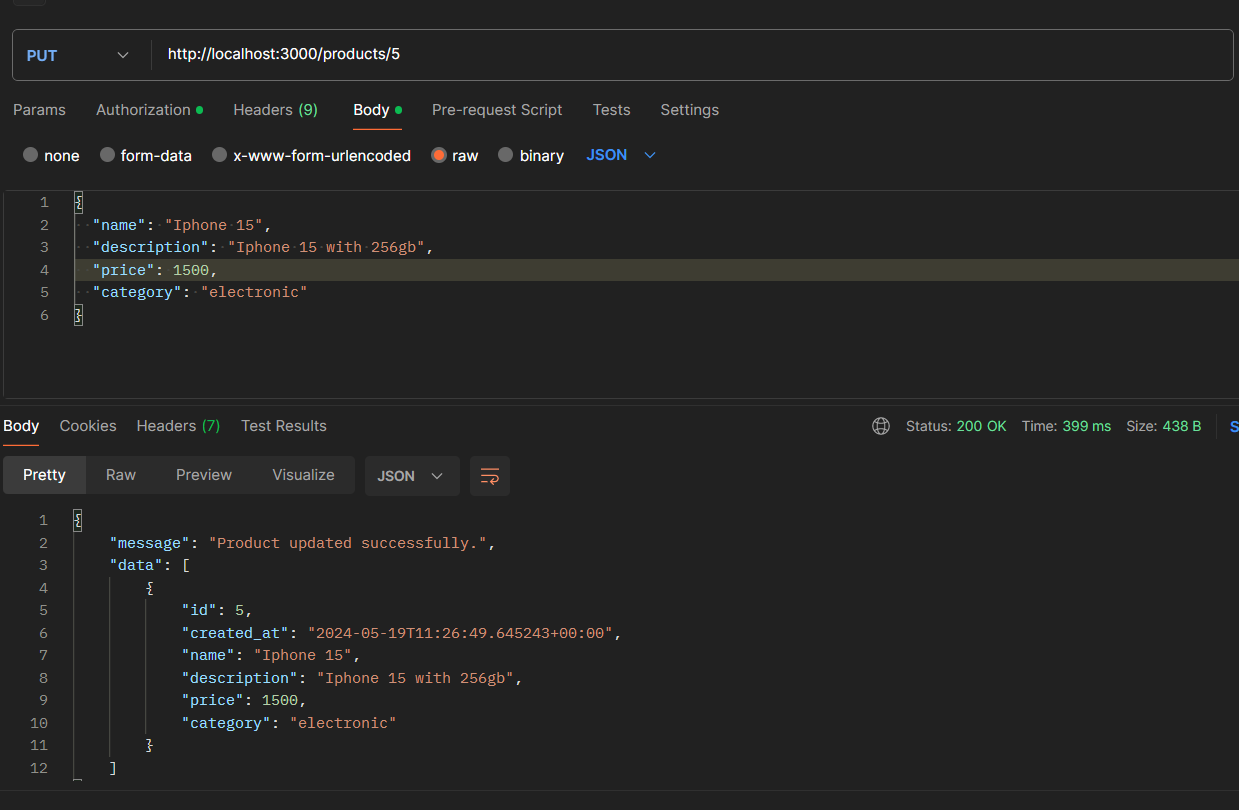 PUT http://localhost:3000/products/5
Params Authorization Headers (9) Body Pre-request Script Tests Settings
none form-data x-www-form-urlencoded raw binary JSON
1 {
2 "name": "Iphone 15",
3 "description": "Iphone 15 with 256gb",
4 "price": 1500,
5 "category": "electronic"
6 }
Body Cookies Headers (7) Test Results Status: 200 OK Time: 399 ms Size: 438 B S
Pretty Raw Preview Visualize JSON
1 {
2 "message": "Product updated successfully.",
3 "data": [
4 {
5 "id": 5,
6 "created_at": "2024-05-19T11:26:49.645243+00:00",
7 "name": "Iphone 15",
8 "description": "Iphone 15 with 256gb",
9 "price": 1500,
10 "category": "electronic"
11 }
12 ]